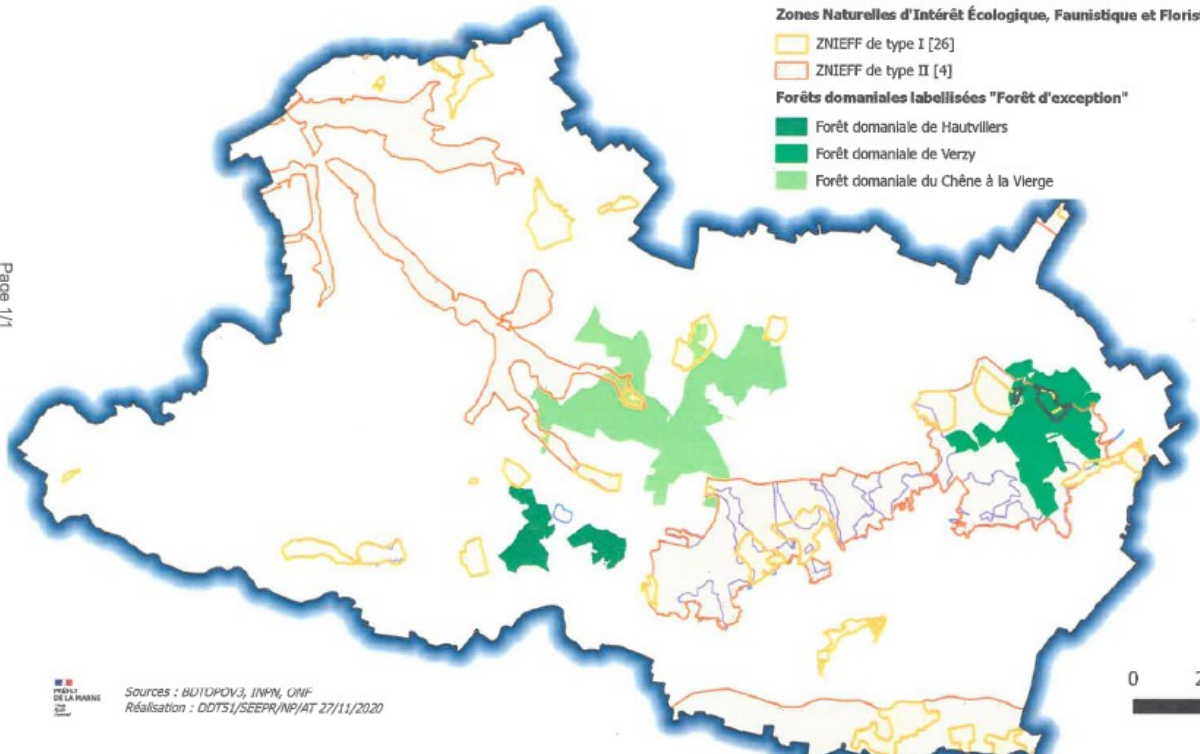 Zones Naturelles d'Intérêt Écologique, Faunistique et Floris
ZNIEFF de type I [26]
ZNIEFF de type II [4]
Forêts domaniales labellisées "Forêt d'exception"
Forêt domaniale de Hautvillers
Forêt domaniale de Verzy
Forêt domaniale du Chêne à la Vierge
Page 1/1
PRÉFET
DE LA MARNE
Sources : BDTOPOV3, INPN, ONF
Réalisation : DDT51/SEEPR/NP/AT 27/11/2020
0 2